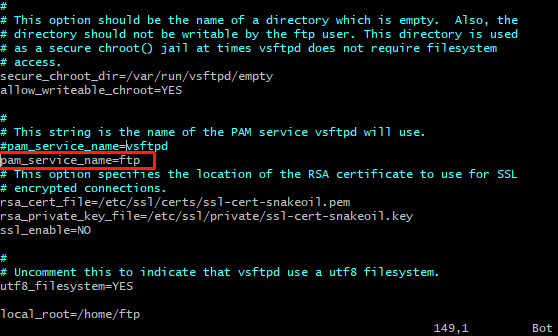 #
# This option should be the name of a directory which is empty.  Also, the
# directory should not be writable by the ftp user. This directory is used
# as a secure chroot() jail at times vsftpd does not require filesystem
# access.
secure_chroot_dir=/var/run/vsftpd/empty
allow_writeable_chroot=YES
#
# This string is the name of the PAM service vsftpd will use.
#pam_service_name=vsftpd
pam_service_name=ftp
# This option specifies the location of the RSA certificate to use for SSL
# encrypted connections.
rsa_cert_file=/etc/ssl/certs/ssl-cert-snakeoil.pem
rsa_private_key_file=/etc/ssl/private/ssl-cert-snakeoil.key
ssl_enable=NO
#
# Uncomment this to indicate that vsftpd use a utf8 filesystem.
utf8_filesystem=YES
local_root=/home/ftp
149,1 Bot